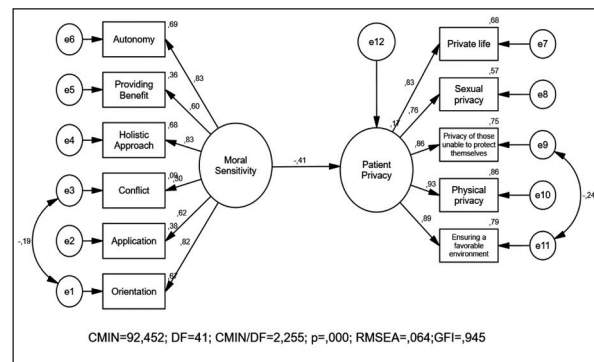 e6
Autonomy
,69
e5
Providing
Benefit
,36
e4
Holistic
Approach
,68
e3
Conflict
,09
e2
Application
,38
e1
Orientation
,67
-,19
,83
,60
,83
,30
,62
,82
Moral
Sensitivity
-,41
e12
Patient
Privacy
,17
,83
,76
,86
,93
,89
Private life
,68
e7
Sexual
privacy
,57
e8
Privacy of those
unable to protect
themselves
,75
e9
Physical
privacy
,86
e10
Ensuring a
favorable
environment
,79
e11
-,24
CMIN=92,452; DF=41; CMIN/DF=2,255; p=,000; RMSEA=,064;GFI=,945